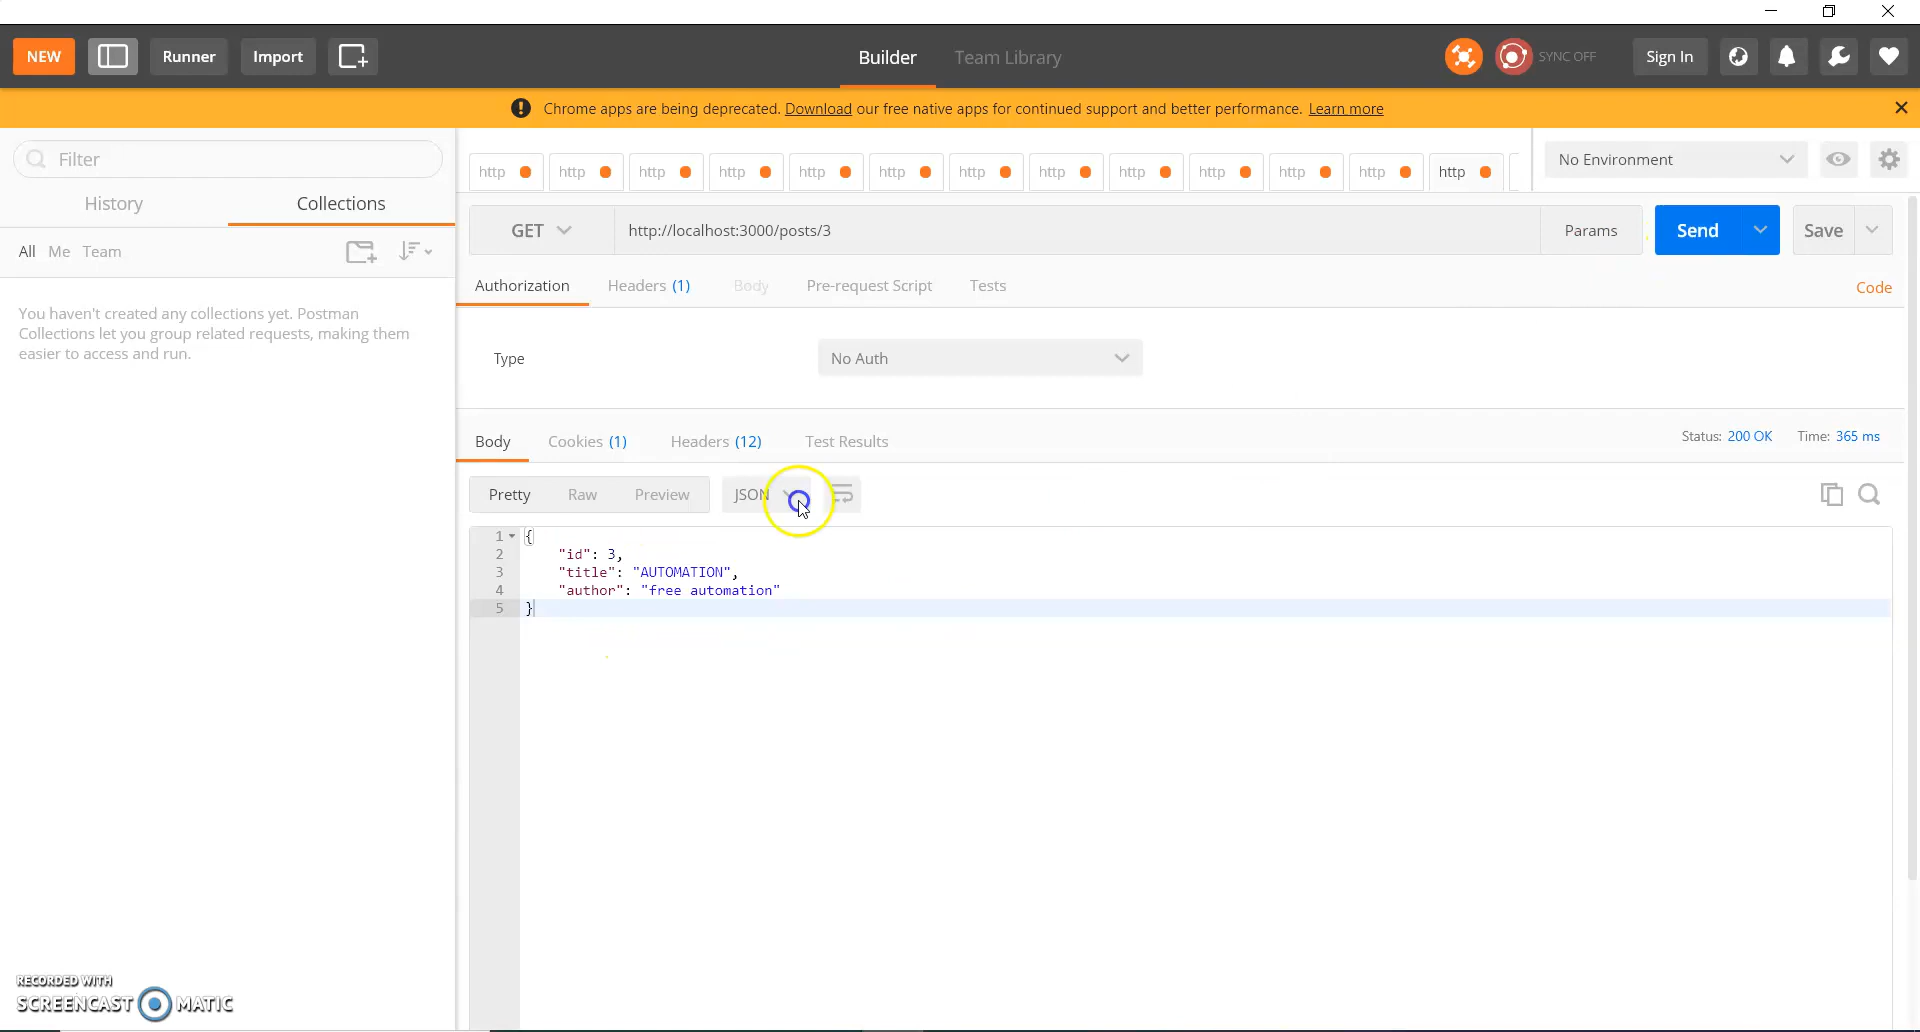 NEW
Runner
Import
Builder
Team Library
SYNC OFF
Sign In
Chrome apps are being deprecated. Download our free native apps for continued support and better performance. Learn more
Filter
History
Collections
All Me Team
You haven't created any collections yet. Postman
Collections let you group related requests, making them
easier to access and run.
http http http http http http http http http http http http http
No Environment
GET
http://localhost:3000/posts/3
Params
Send
Save
Authorization
Headers (1)
Body
Pre-request Script
Tests
Code
Type
No Auth
Body
Cookies (1)
Headers (12)
Test Results
Status: 200 OK
Time: 365 ms
Pretty
Raw
Preview
JSON
1 {
2 "id": 3,
3 "title": "AUTOMATION",
4 "author": "free automation"
5 }
RECORDED WITH
SCREENCAST MATIC